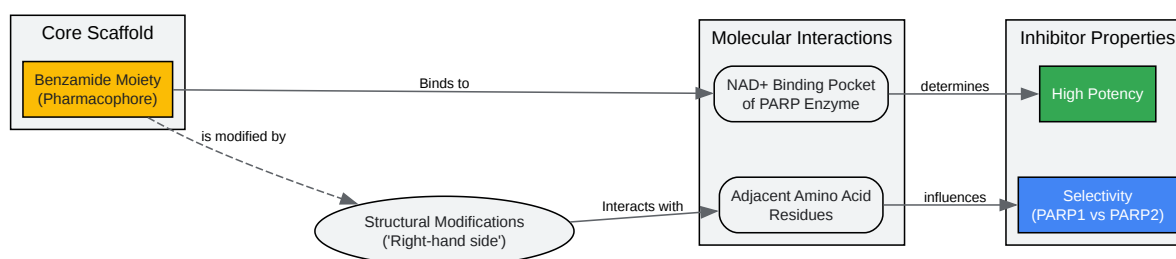 Core Scaffold
Benzamide Moiety
(Pharmacophore)
Binds to
is modified by
Structural Modifications
('Right-hand side')
Interacts with
Molecular Interactions
NAD+ Binding Pocket
of PARP Enzyme
Adjacent Amino Acid
Residues
determines
influences
Inhibitor Properties
High Potency
Selectivity
(PARP1 vs PARP2)